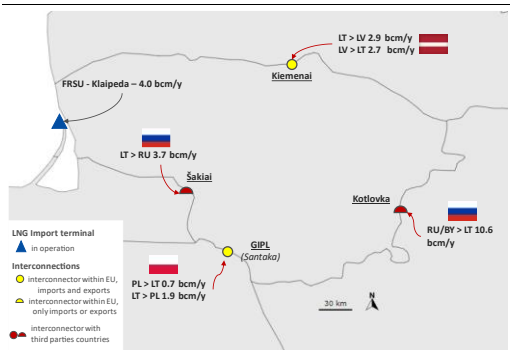 LT > LV 2.9 bcm/y
LV > LT 2.7 bcm/y
Kiemenai
FRSU - Klaipeda – 4.0 bcm/y
LT > RU 3.7 bcm/y
Šakiai
Kotlovka
RU/BY > LT 10.6
bcm/y
GIPL
(Santaka)
PL > LT 0.7 bcm/y
LT > PL 1.9 bcm/y
30 km
N
LNG Import terminal
in operation
Interconnections
interconnector within EU,
imports and exports
interconnector within EU,
only imports or exports
interconnector with
third parties countries